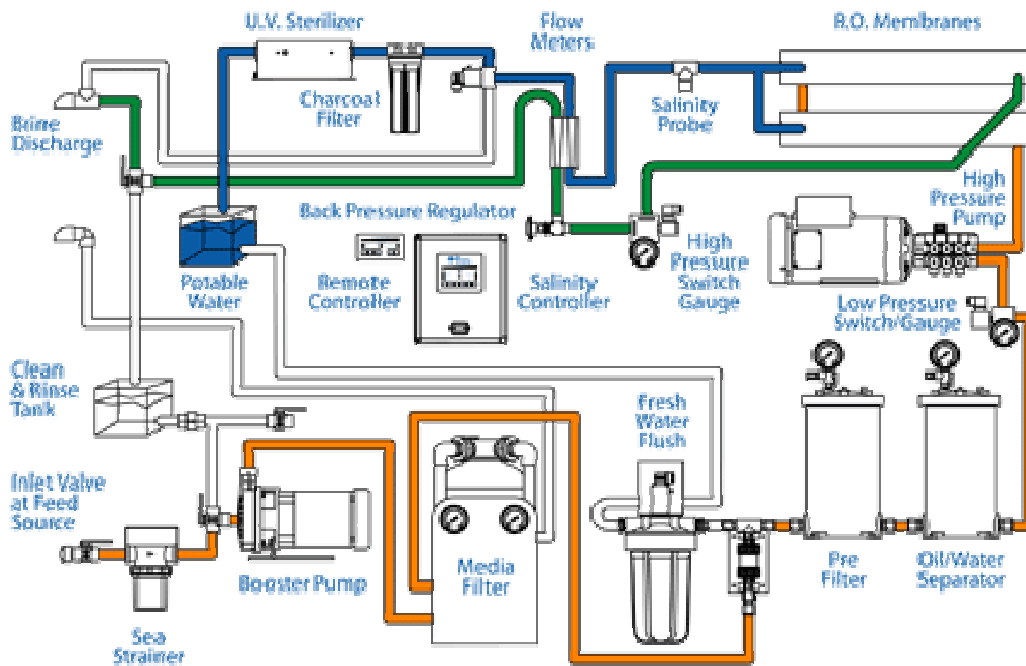 U.V. Sterilizer
Flow
Meters
R.O. Membranes
Charcoal
Filter
Salinity
Probe
Brine
Discharge
High
Pressure
Pump
Back Pressure Regulator
Potable
Water
Remote
Controller
Salinity
Controller
High
Pressure
Switch
Gauge
Low Pressure
Switch/Gauge
Clean
& Rinse
Tank
Fresh
Water
Flush
Inlet Valve
at Feed
Source
Booster Pump
Media
Filter
Pre
Filter
Oil/Water
Separator
Sea
Strainer